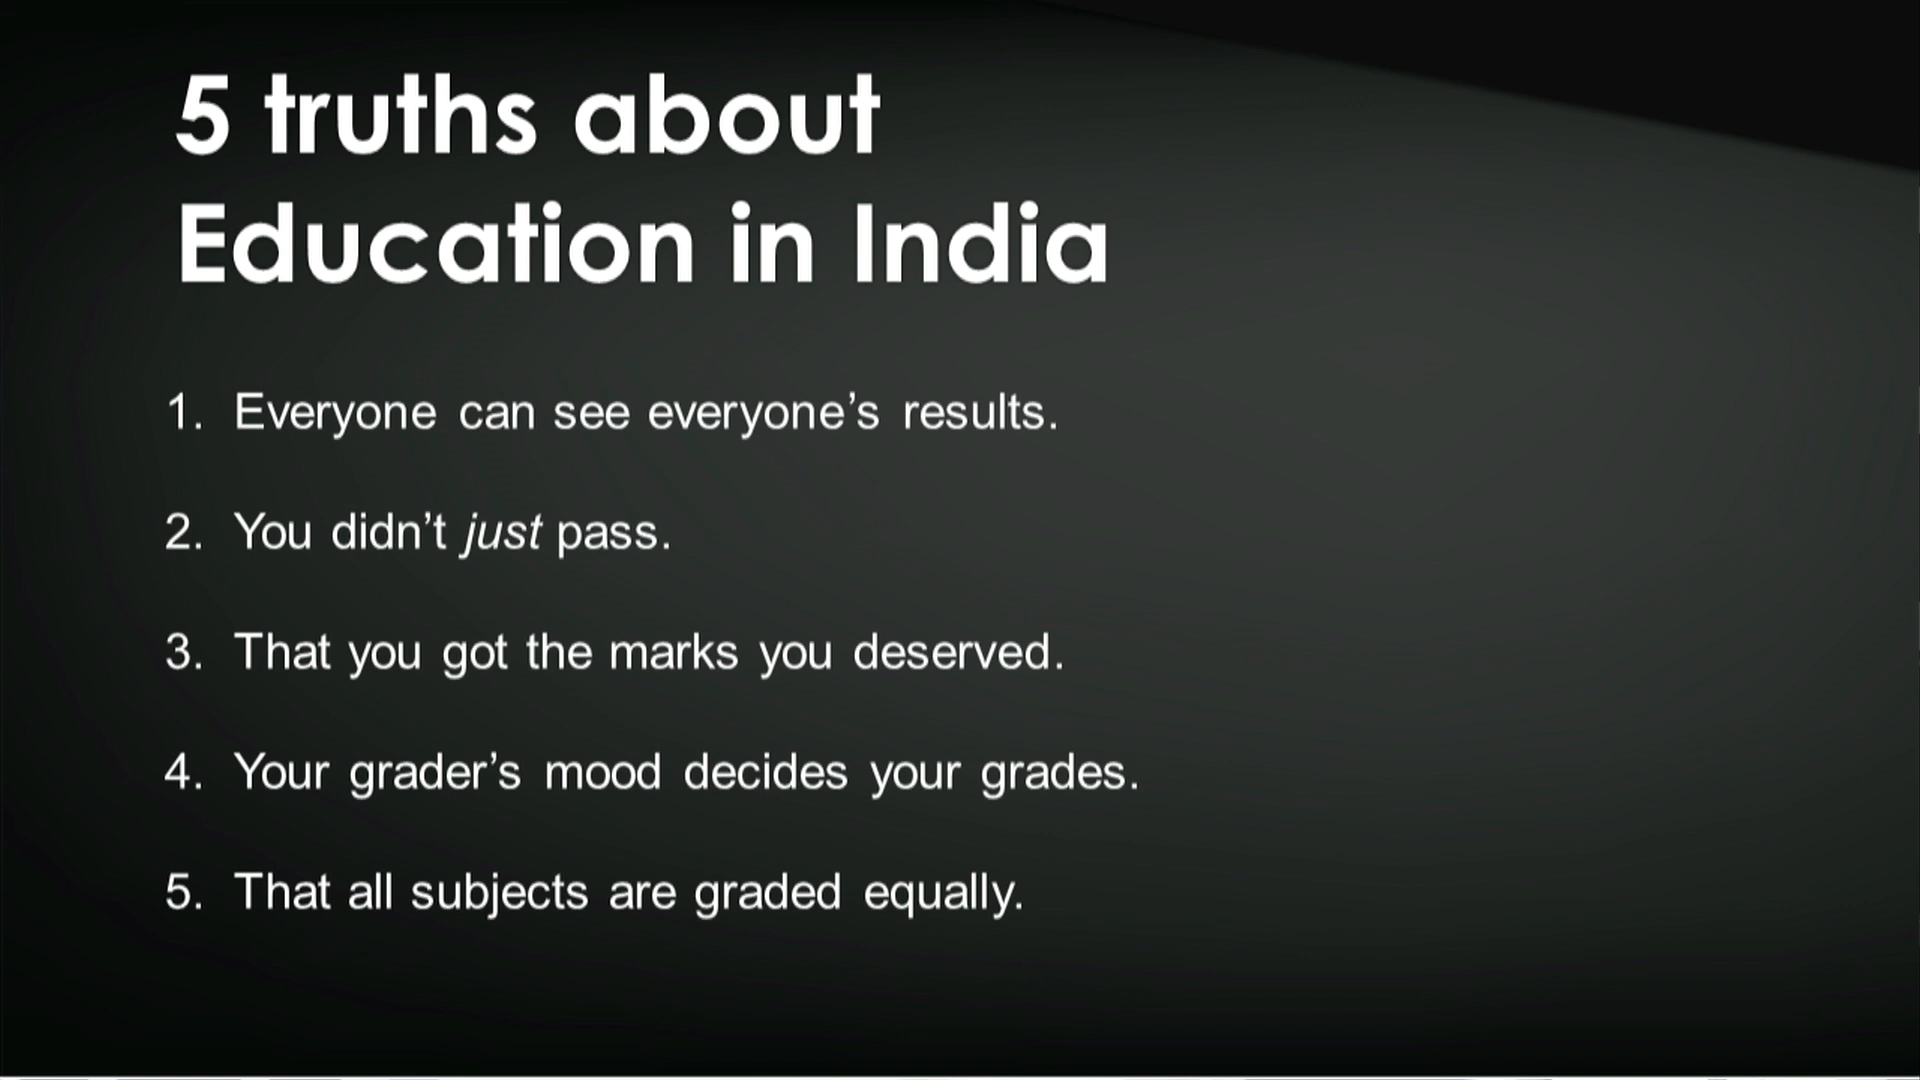 5 truths about
Education in India
1. Everyone can see everyone’s results.
2. You didn’t just pass.
3. That you got the marks you deserved.
4. Your grader’s mood decides your grades.
5. That all subjects are graded equally.